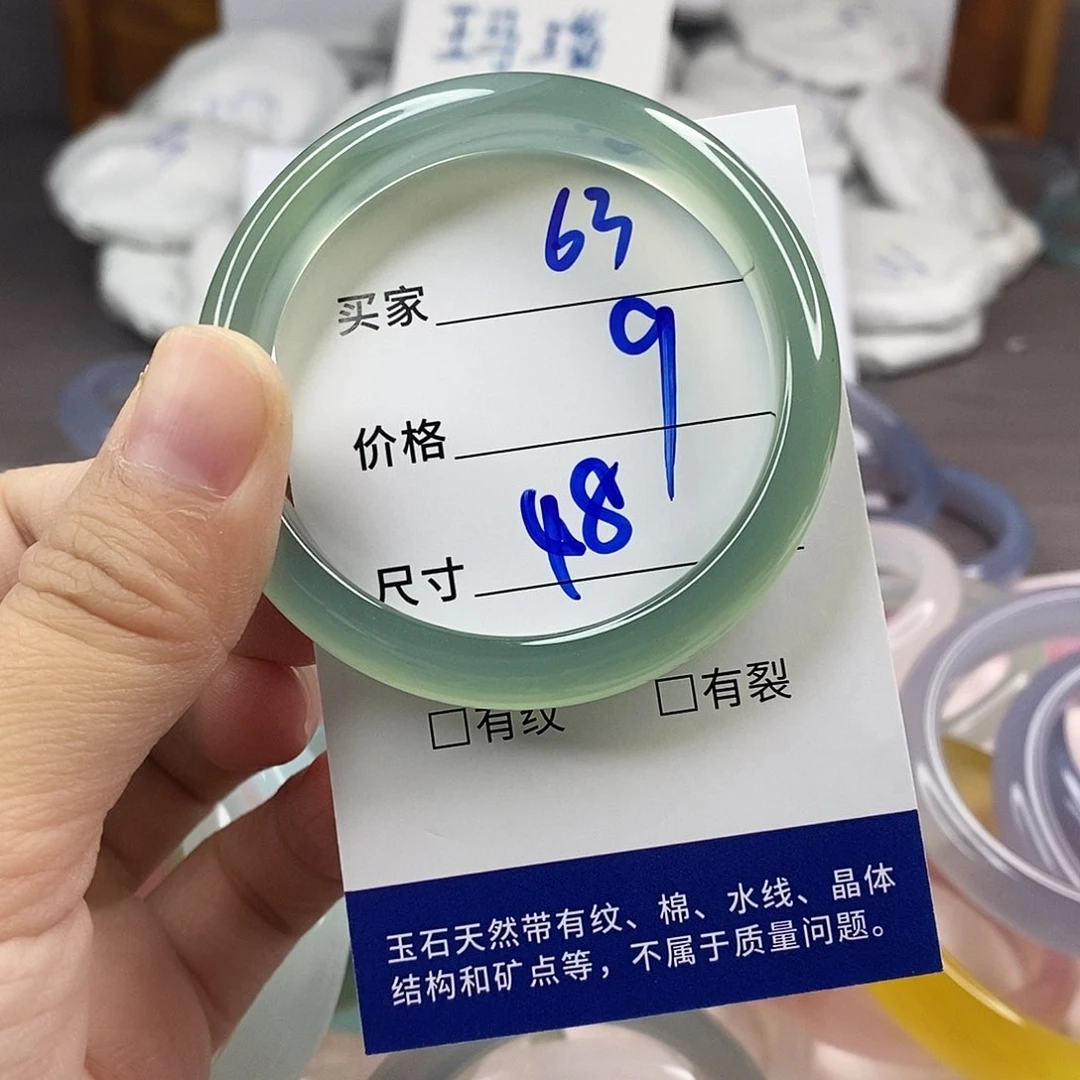 玛瑙
63
买家
9
价格
48
尺寸
□有纹 □有裂
玉石天然带有纹、棉、水线、晶体
结构和矿点等，不属于质量问题。